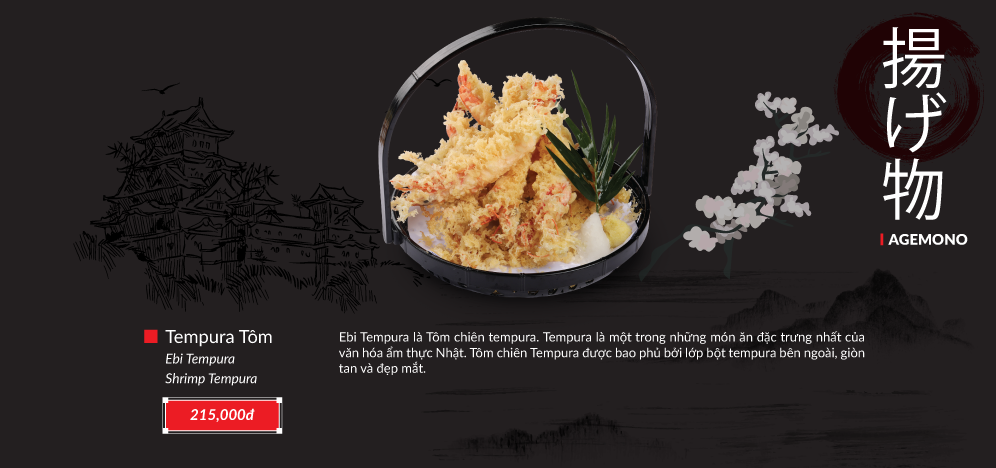 揚げ物
AGEMONO
Tempura Tôm
Ebi Tempura
Shrimp Tempura
215,000đ
Ebi Tempura là Tôm chiên tempura. Tempura là một trong những món ăn đặc trưng nhất của
văn hóa ẩm thực Nhật. Tôm chiên Tempura được bao phủ bởi lớp bột tempura bên ngoài, giòn
tan và đẹp mắt.